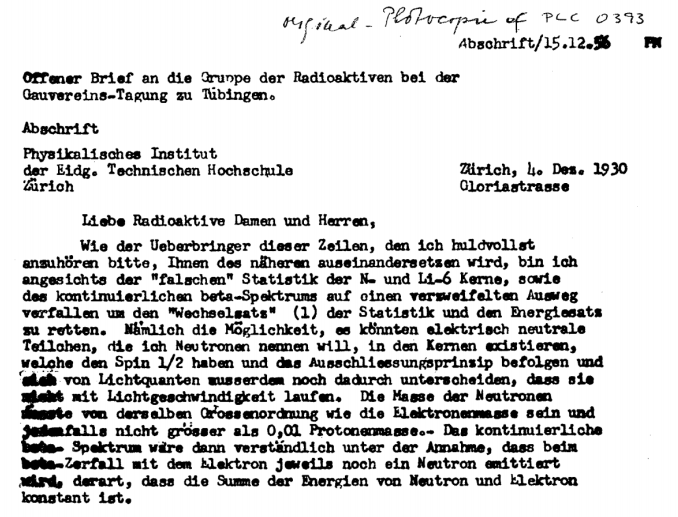 original - Photocopie of PLC 0393
Abschrift/15.12.56 PM
Offener Brief an die Gruppe der Radioaktiven bei der
Gauvereins-Tagung zu Tübingen.
Abschrift
Physikalisches Institut
der Eidg. Technischen Hochschule
Zürich
Zürich, 4. Dez. 1930
Gloriastrasse
Liebe Radioaktive Damen und Herren,
Wie der Ueberbringer dieser Zeilen, den ich huldvollst
anzuhören bitte, Ihnen des näheren auseinandersetzen wird, bin ich
angesichts der "falschen" Statistik der N- und Li-6 Kerne, sowie
des kontinuierlichen beta-Spektrums auf einen verzweifelten Ausweg
verfallen um den "Wechselsatz" (1) der Statistik und den Energiesatz
zu retten. Nämlich die Möglichkeit, es könnten elektrisch neutrale
Teilchen, die ich Neutronen nennen will, in den Kernen existieren,
welche den Spin 1/2 haben und das Ausschliessungsprinzip befolgen und
sich von Lichtquanten ausserdem noch dadurch unterscheiden, dass sie
nicht mit Lichtgeschwindigkeit laufen. Die Masse der Neutronen
müsste von derselben Grössenordnung wie die Elektronenmasse sein und
jedenfalls nicht grösser als 0,01 Protonenmasse.- Das kontinuierliche
beta- Spektrum wäre dann verständlich unter der Annahme, dass beim
beta-Zerfall mit dem Elektron jeweils noch ein Neutron emittiert
wird, derart, dass die Summe der Energien von Neutron und Elektron
konstant ist.